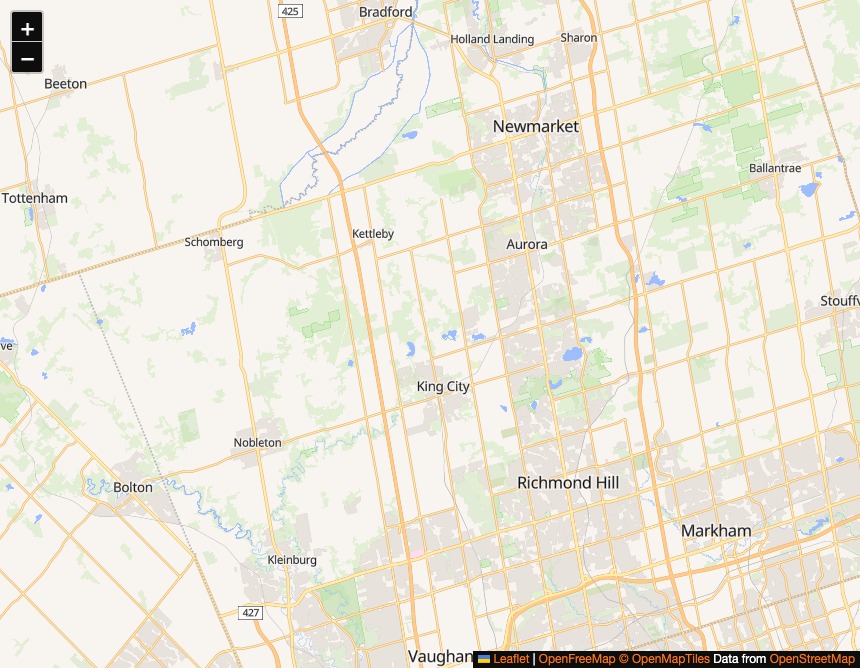 425
Bradford
+
−
Holland Landing
Sharon
Beeton
Newmarket
Ballantrae
Tottenham
Kettleby
Schomberg
Aurora
Stouffv
ve
King City
Nobleton
Richmond Hill
Bolton
Markham
Kleinburg
427
Vaughan
Leaflet | OpenFreeMap © OpenMapTiles Data from OpenStreetMap